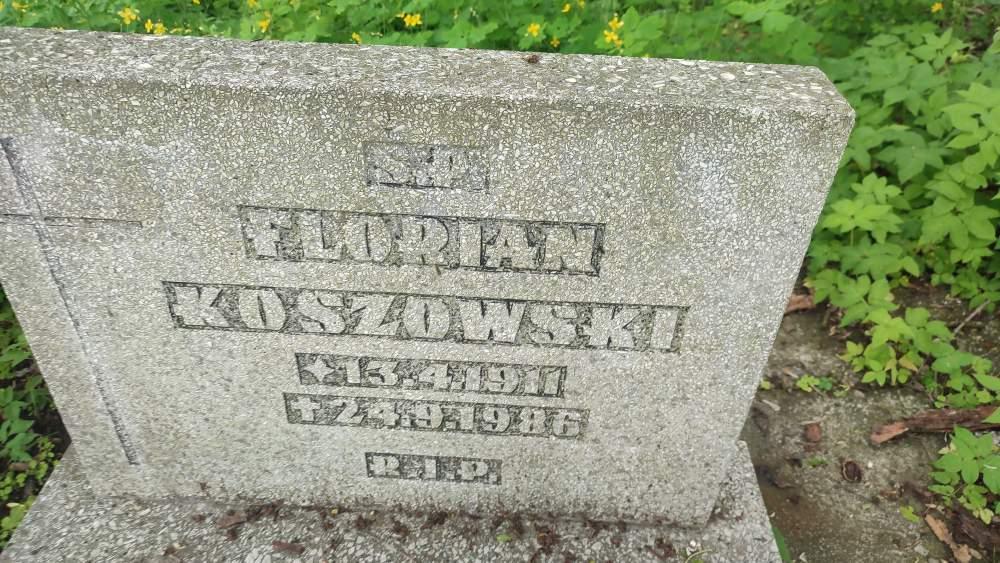 Ś.P.
FLORIAN
KOSZOWSKI
* 13.4.1911
† 24.9.1986
R.I.P.